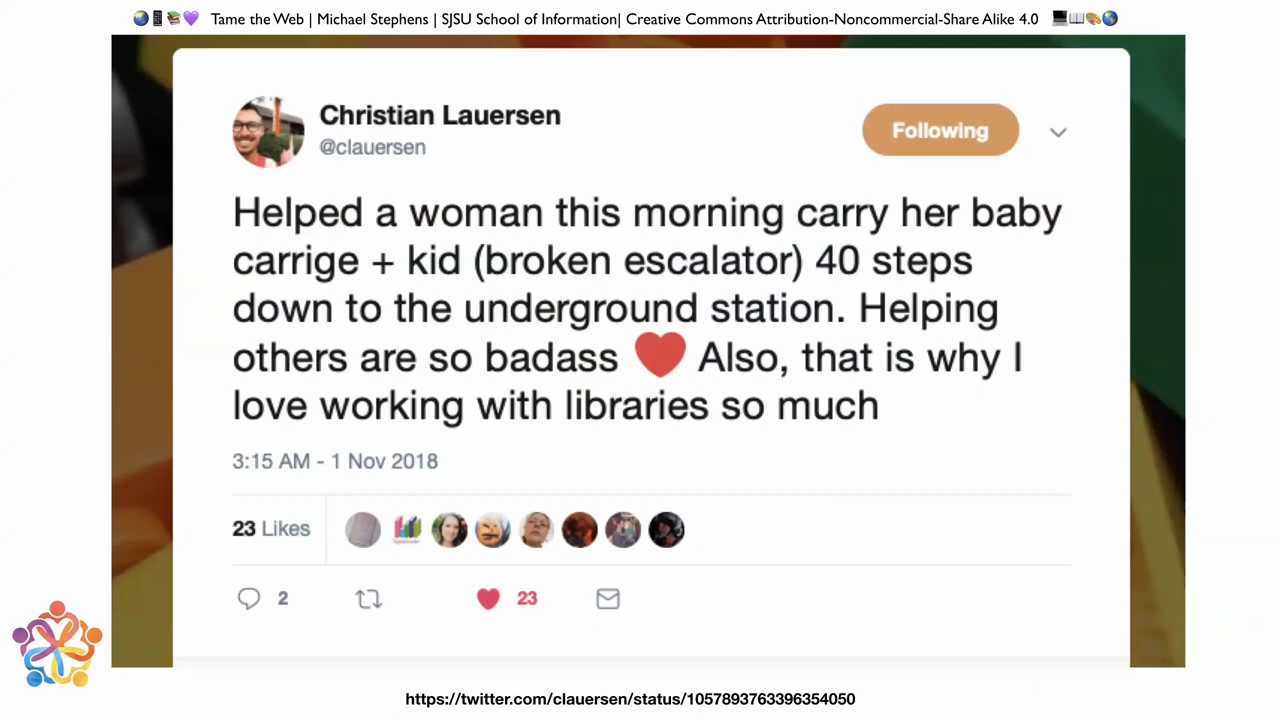 🌎📱📚💜 Tame the Web | Michael Stephens | SJSU School of Information| Creative Commons Attribution-Noncommercial-Share Alike 4.0 💻📖🎨🌎
Christian Lauersen
@clauersen
Following
Helped a woman this morning carry her baby
carrige + kid (broken escalator) 40 steps
down to the underground station. Helping
others are so badass ❤️ Also, that is why I
love working with libraries so much
3:15 AM - 1 Nov 2018
23 Likes
2
23
https://twitter.com/clauersen/status/1057893763396354050